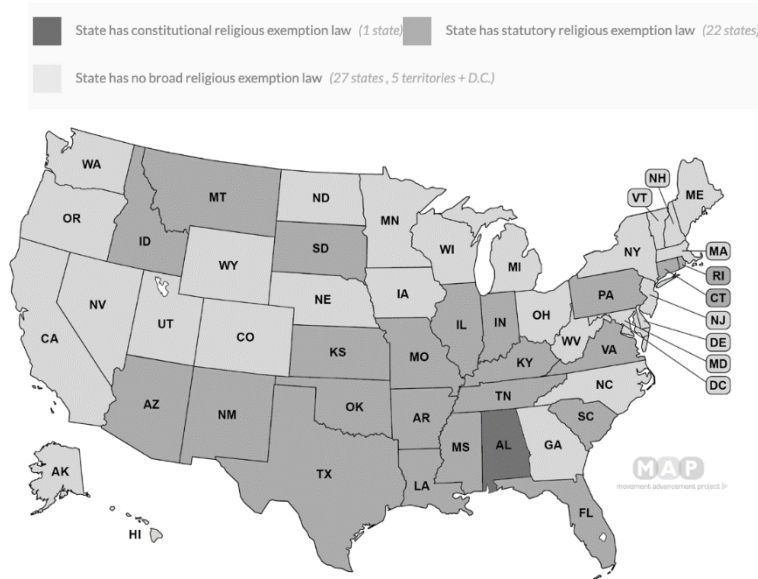 State has constitutional religious exemption law (1 state)
State has statutory religious exemption law (22 states)
State has no broad religious exemption law (27 states , 5 territories + D.C.)
WA
MT
ND
MN
VT
NH
ME
OR
ID
SD
WI
MI
NY
MA
WY
RI
CT
NE
IA
PA
NJ
NV
UT
CO
IL
IN
OH
DE
CA
KS
MO
WV
VA
MD
KY
DC
NC
AZ
NM
OK
AR
TN
SC
MS
AL
GA
TX
LA
FL
AK
HI
MAP
movement advancement project